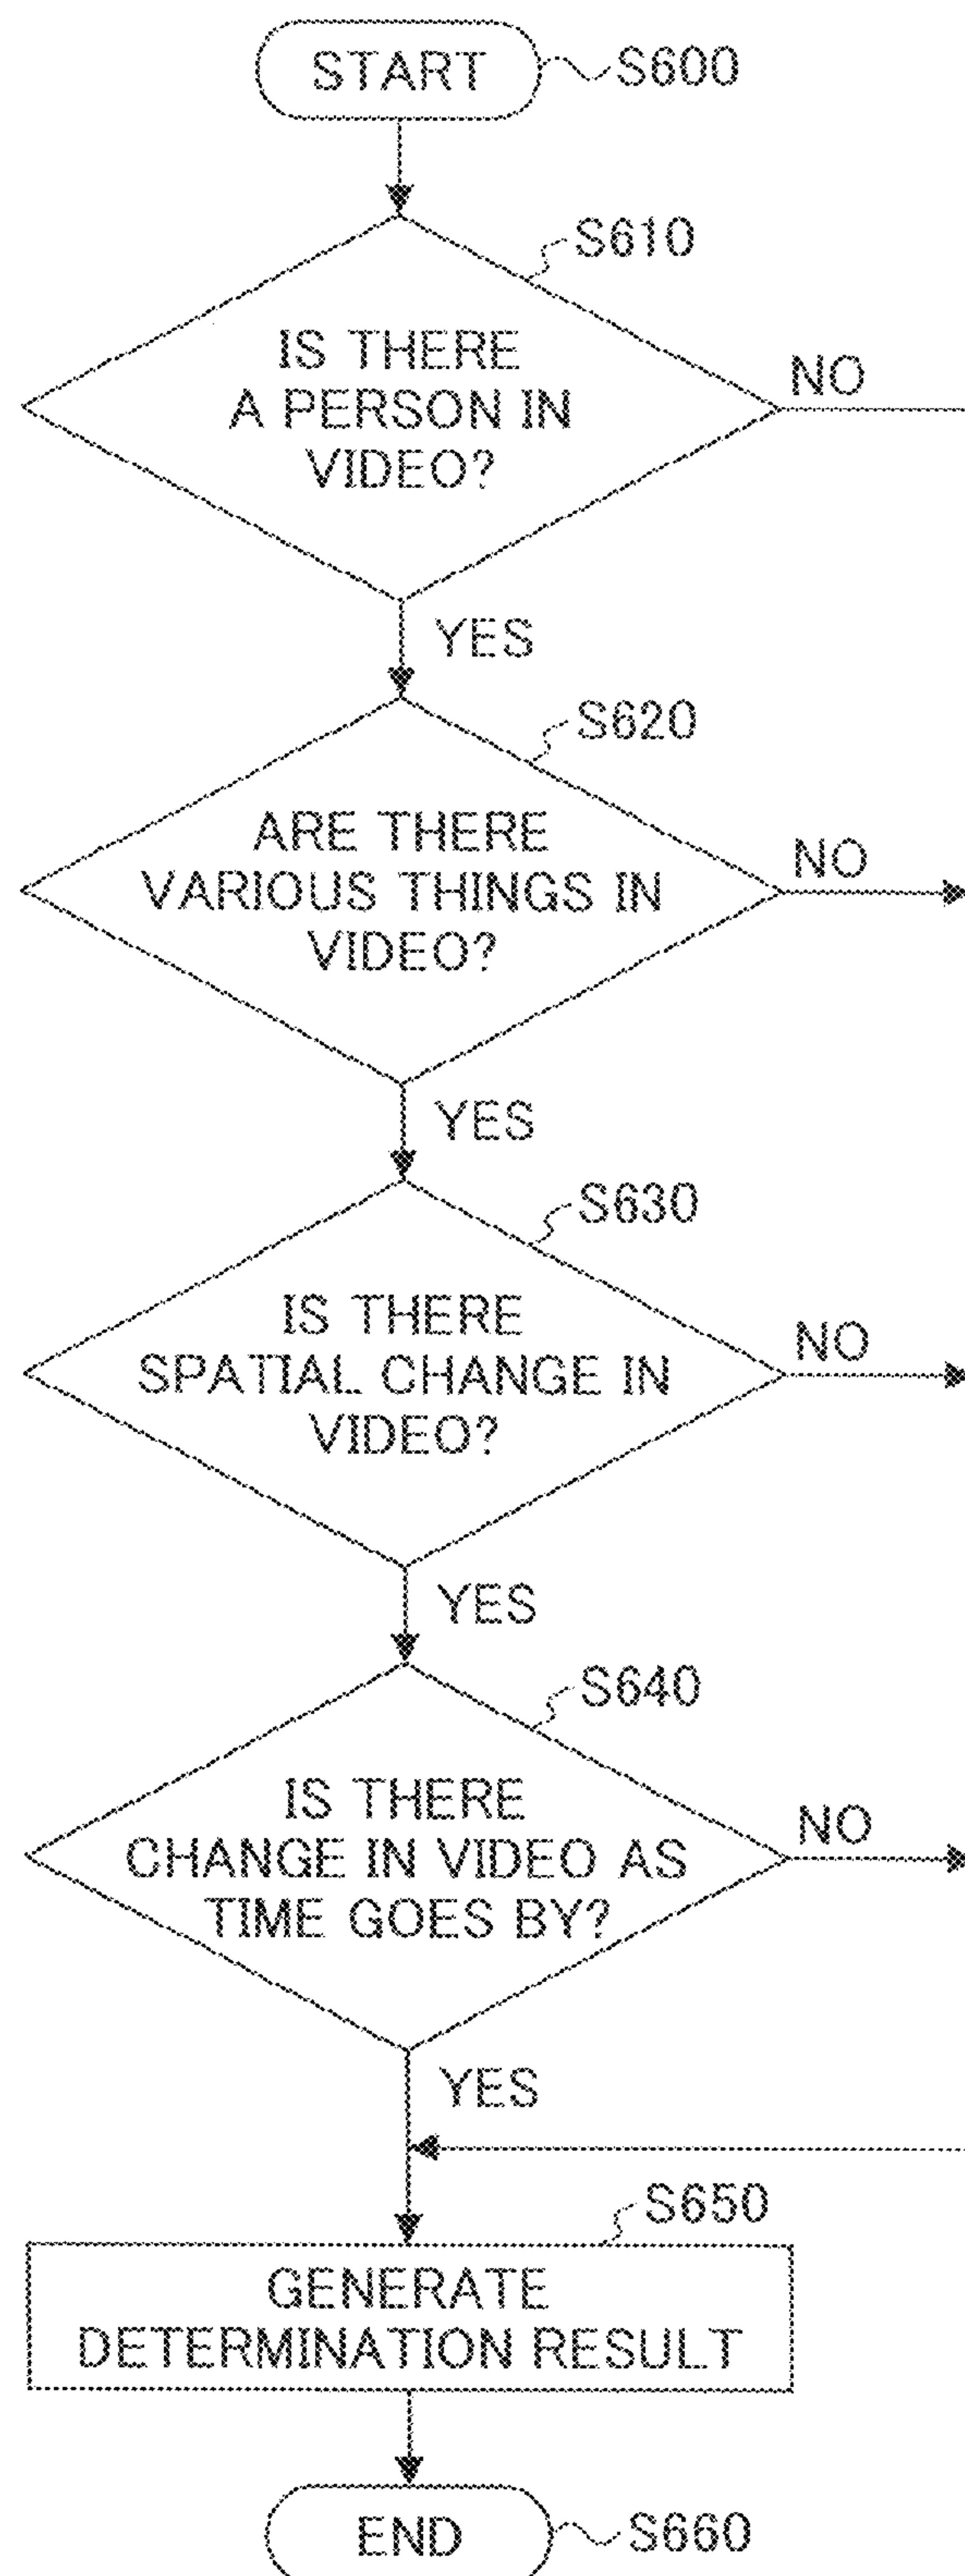 START
S600
S610
IS THERE
A PERSON IN
VIDEO?
NO
YES
S620
ARE THERE
VARIOUS THINGS IN
VIDEO?
NO
YES
S630
IS THERE
SPATIAL CHANGE IN
VIDEO?
NO
YES
S640
IS THERE
CHANGE IN VIDEO AS
TIME GOES BY?
NO
YES
S650
GENERATE
DETERMINATION RESULT
END
S660